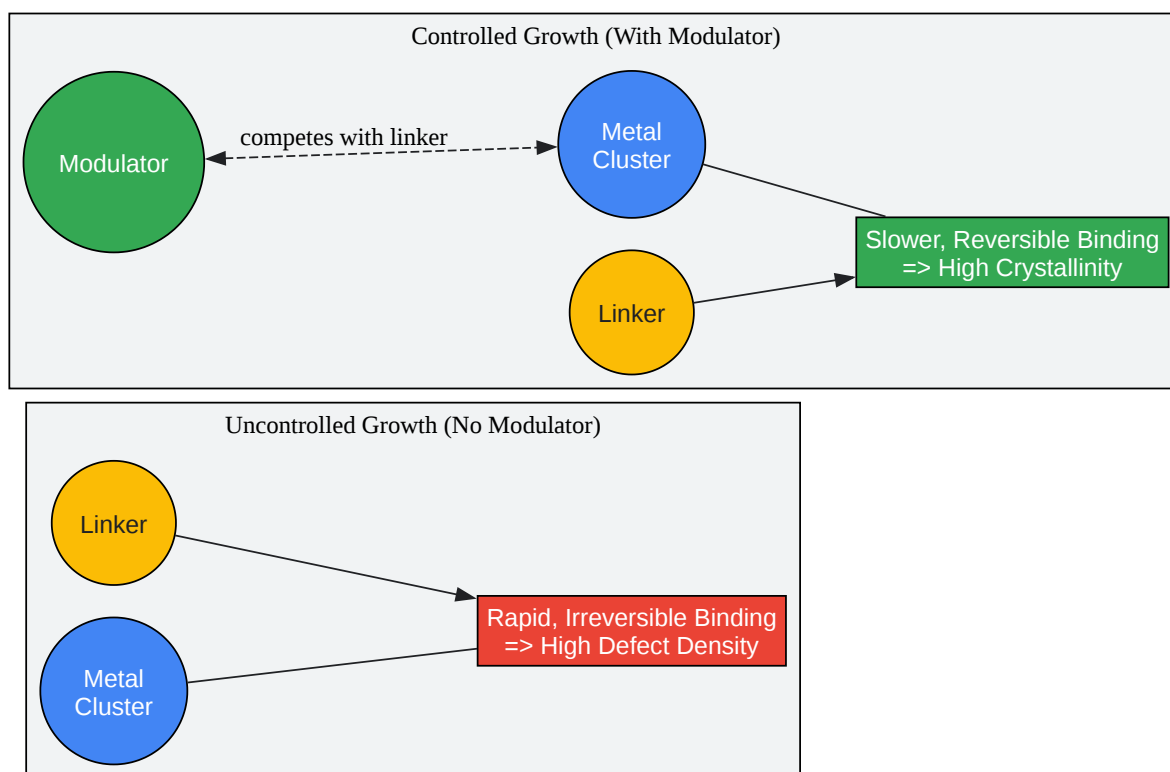 Controlled Growth (With Modulator)
Modulator
competes with linker
Metal
Cluster
Linker
Slower, Reversible Binding
=> High Crystallinity
Uncontrolled Growth (No Modulator)
Linker
Metal
Cluster
Rapid, Irreversible Binding
=> High Defect Density